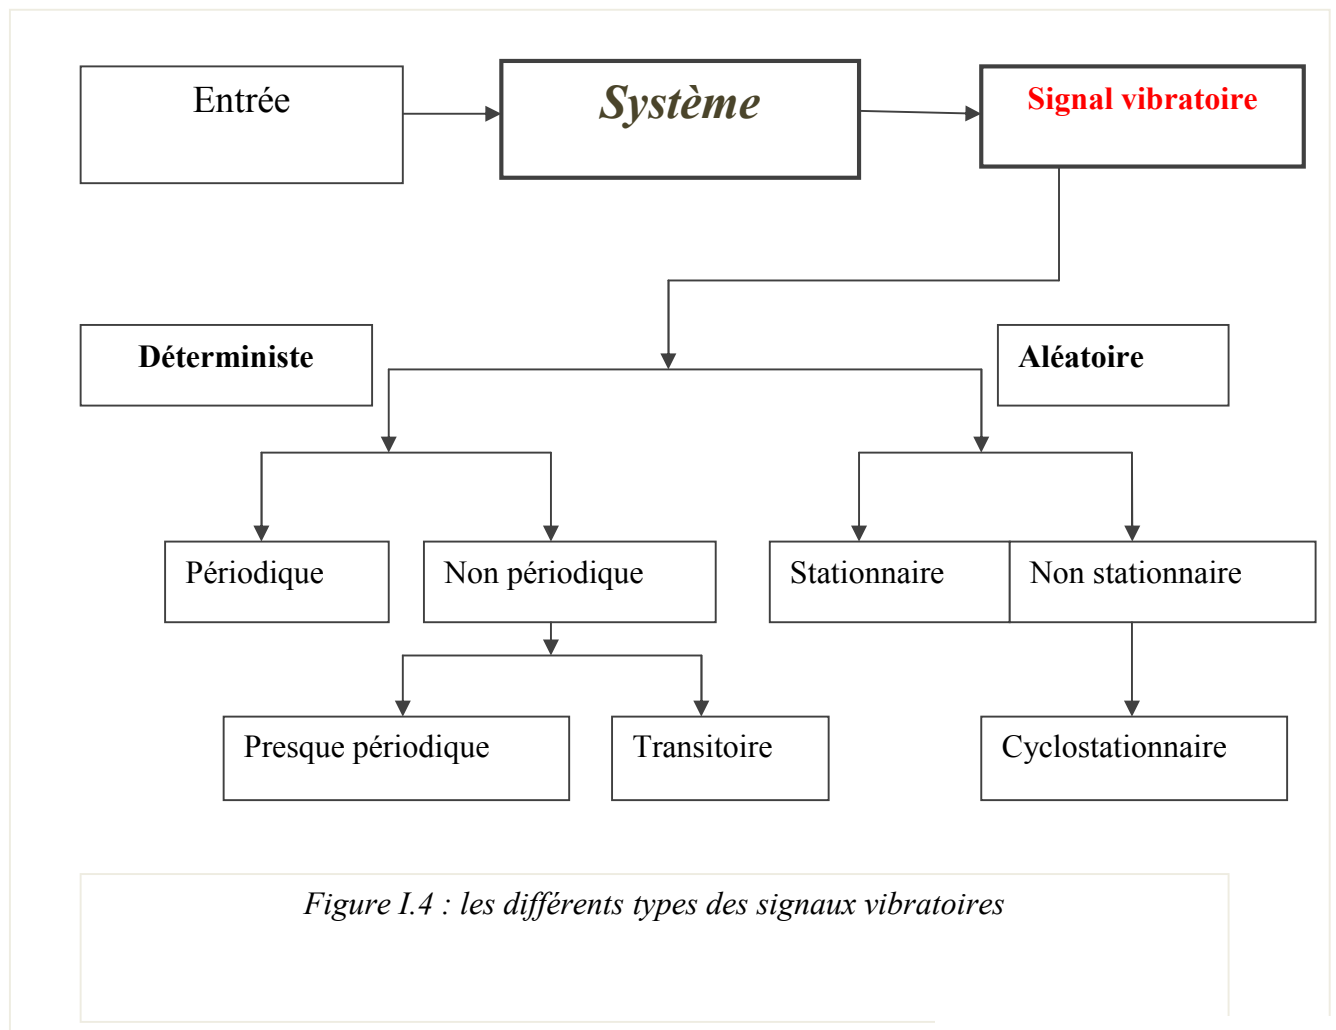 Entrée
Système
Signal vibratoire
Déterministe
Aléatoire
Périodique
Non périodique
Stationnaire
Non stationnaire
Presque périodique
Transitoire
Cyclostationnaire
Figure I.4 : les différents types des signaux vibratoires